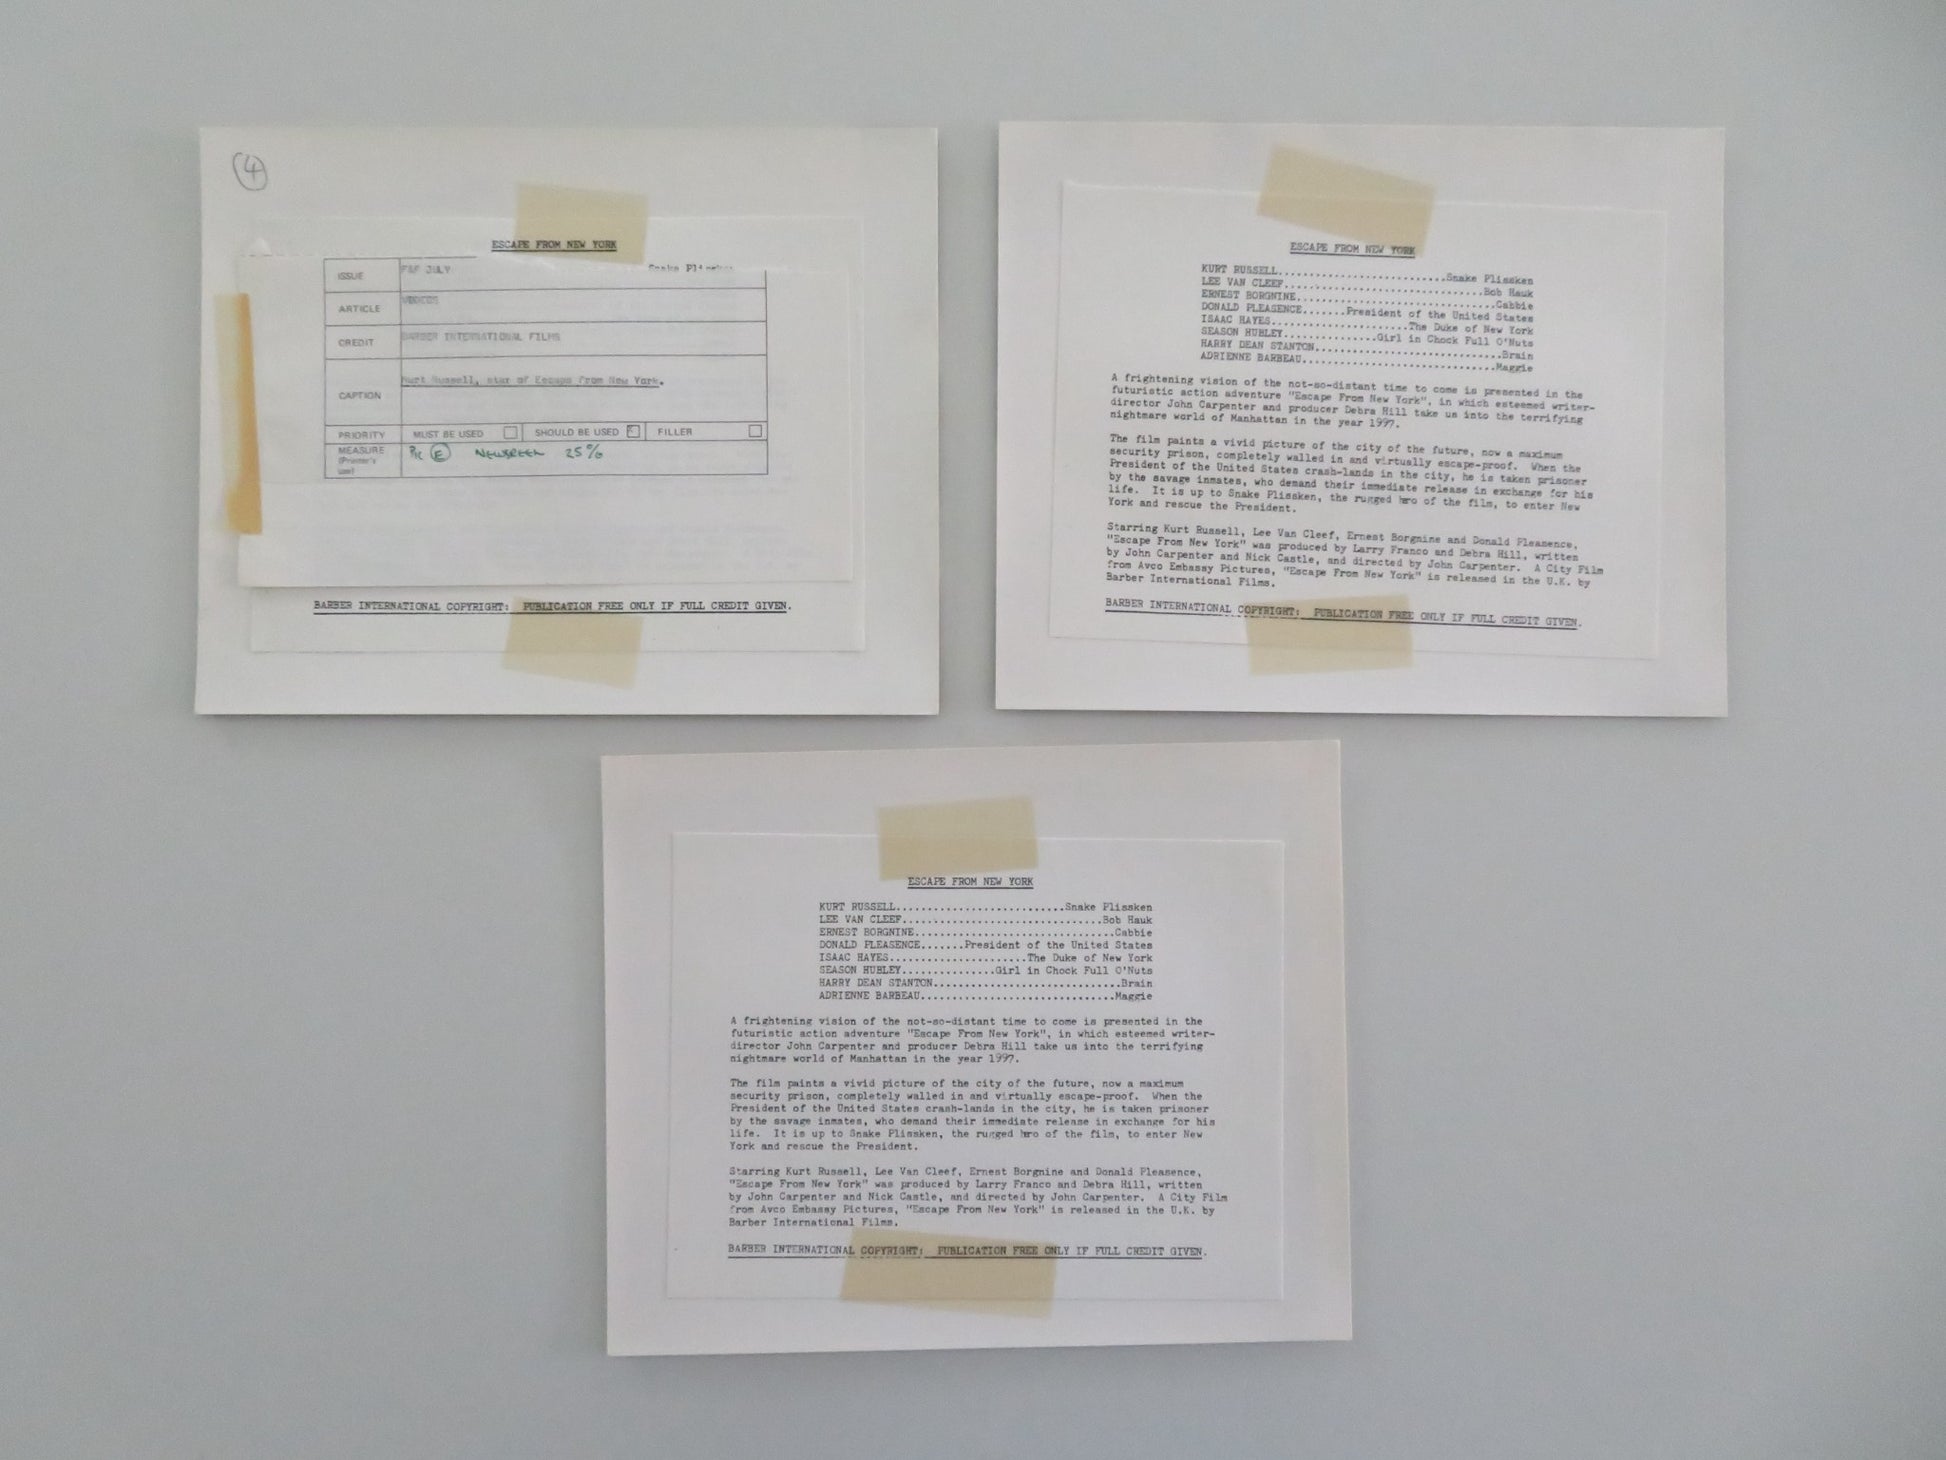 4
ESCAPE FROM NEW YORK
ISSUE F&F JULY Snake Plissken
ARTICLE VIDEOS
CREDIT BARBER INTERNATIONAL FILMS
CAPTION Kurt Russell, star of Escape from New York.
PRIORITY MUST BE USED SHOULD BE USED FILLER
MEASURE (Printer's use) Pic E NEWSREEL 25%
BARBER INTERNATIONAL COPYRIGHT: PUBLICATION FREE ONLY IF FULL CREDIT GIVEN.
ESCAPE FROM NEW YORK
KURT RUSSELL...........................Snake Plissken
LEE VAN CLEEF................................Bob Hauk
ERNEST BORGNINE................................Cabbie
DONALD PLEASENCE.......President of the United States
ISAAC HAYES......................The Duke of New York
SEASON HUBLEY...............Girl in Chock Full O'Nuts
HARRY DEAN STANTON..............................Brain
ADRIENNE BARBEAU...............................Maggie
A frightening vision of the not-so-distant time to come is presented in the
futuristic action adventure "Escape From New York", in which esteemed writer-
director John Carpenter and producer Debra Hill take us into the terrifying
nightmare world of Manhattan in the year 1997.
The film paints a vivid picture of the city of the future, now a maximum
security prison, completely walled in and virtually escape-proof. When the
President of the United States crash-lands in the city, he is taken prisoner
by the savage inmates, who demand their immediate release in exchange for his
life. It is up to Snake Plissken, the rugged hro of the film, to enter New
York and rescue the President.
Starring Kurt Russell, Lee Van Cleef, Ernest Borgnine and Donald Pleasence,
"Escape From New York" was produced by Larry Franco and Debra Hill, written
by John Carpenter and Nick Castle, and directed by John Carpenter. A City Film
from Avco Embassy Pictures, "Escape From New York" is released in the U.K. by
Barber International Films.
BARBER INTERNATIONAL COPYRIGHT: PUBLICATION FREE ONLY IF FULL CREDIT GIVEN.
ESCAPE FROM NEW YORK
KURT RUSSELL...........................Snake Plissken
LEE VAN CLEEF................................Bob Hauk
ERNEST BORGNINE................................Cabbie
DONALD PLEASENCE.......President of the United States
ISAAC HAYES......................The Duke of New York
SEASON HUBLEY...............Girl in Chock Full O'Nuts
HARRY DEAN STANTON..............................Brain
ADRIENNE BARBEAU...............................Maggie
A frightening vision of the not-so-distant time to come is presented in the
futuristic action adventure "Escape From New York", in which esteemed writer-
director John Carpenter and producer Debra Hill take us into the terrifying
nightmare world of Manhattan in the year 1997.
The film paints a vivid picture of the city of the future, now a maximum
security prison, completely walled in and virtually escape-proof. When the
President of the United States crash-lands in the city, he is taken prisoner
by the savage inmates, who demand their immediate release in exchange for his
life. It is up to Snake Plissken, the rugged hro of the film, to enter New
York and rescue the President.
Starring Kurt Russell, Lee Van Cleef, Ernest Borgnine and Donald Pleasence,
"Escape From New York" was produced by Larry Franco and Debra Hill, written
by John Carpenter and Nick Castle, and directed by John Carpenter. A City Film
from Avco Embassy Pictures, "Escape From New York" is released in the U.K. by
Barber International Films.
BARBER INTERNATIONAL COPYRIGHT: PUBLICATION FREE ONLY IF FULL CREDIT GIVEN.